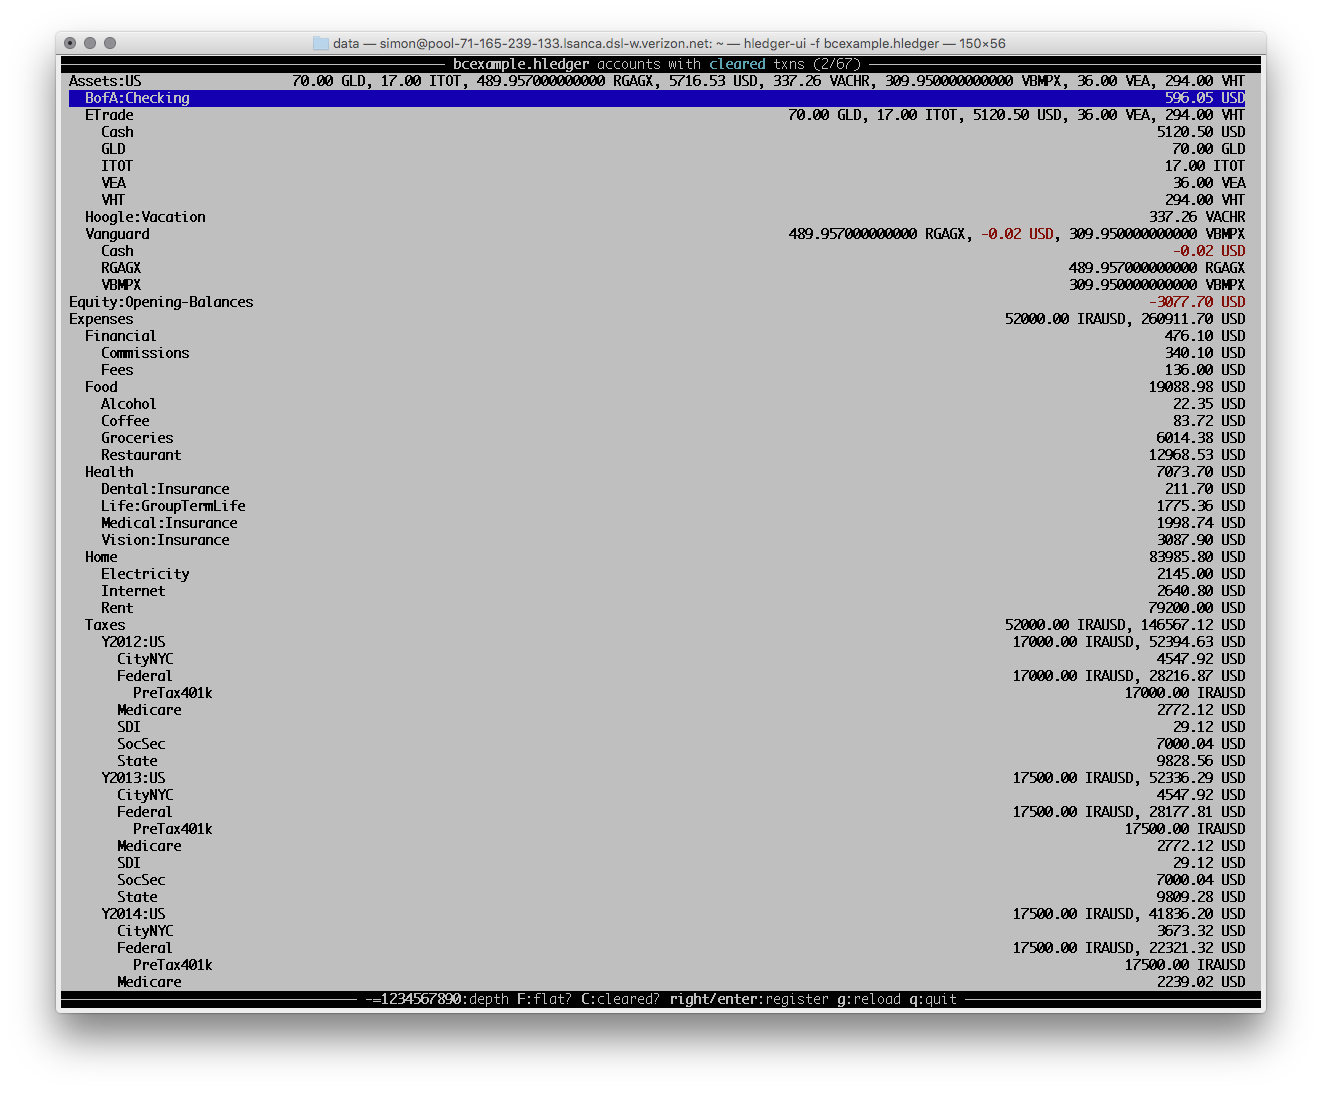 data — simon@pool-71-165-239-133.lsanca.dsl-w.verizon.net: ~ — hledger-ui -f bcexample.hledger — 150×56
bcexample.hledger accounts with cleared txns (2/67)
Assets:US 70.00 GLD, 17.00 ITOT, 489.957000000000 RGAGX, 5716.53 USD, 337.26 VACHR, 309.950000000000 VBMPX, 36.00 VEA, 294.00 VHT
BofA:Checking 596.05 USD
ETrade 70.00 GLD, 17.00 ITOT, 5120.50 USD, 36.00 VEA, 294.00 VHT
Cash 5120.50 USD
GLD 70.00 GLD
ITOT 17.00 ITOT
VEA 36.00 VEA
VHT 294.00 VHT
Hoogle:Vacation 337.26 VACHR
Vanguard 489.957000000000 RGAGX, -0.02 USD, 309.950000000000 VBMPX
Cash -0.02 USD
RGAGX 489.957000000000 RGAGX
VBMPX 309.950000000000 VBMPX
Equity:Opening-Balances -3077.70 USD
Expenses 52000.00 IRAUSD, 260911.70 USD
Financial 476.10 USD
Commissions 340.10 USD
Fees 136.00 USD
Food 19088.98 USD
Alcohol 22.35 USD
Coffee 83.72 USD
Groceries 6014.38 USD
Restaurant 12968.53 USD
Health 7073.70 USD
Dental:Insurance 211.70 USD
Life:GroupTermLife 1775.36 USD
Medical:Insurance 1998.74 USD
Vision:Insurance 3087.90 USD
Home 83985.80 USD
Electricity 2145.00 USD
Internet 2640.80 USD
Rent 79200.00 USD
Taxes 52000.00 IRAUSD, 146567.12 USD
Y2012:US 17000.00 IRAUSD, 52394.63 USD
CityNYC 4547.92 USD
Federal 17000.00 IRAUSD, 28216.87 USD
PreTax401k 17000.00 IRAUSD
Medicare 2772.12 USD
SDI 29.12 USD
SocSec 7000.04 USD
State 9828.56 USD
Y2013:US 17500.00 IRAUSD, 52336.29 USD
CityNYC 4547.92 USD
Federal 17500.00 IRAUSD, 28177.81 USD
PreTax401k 17500.00 IRAUSD
Medicare 2772.12 USD
SDI 29.12 USD
SocSec 7000.04 USD
State 9809.28 USD
Y2014:US 17500.00 IRAUSD, 41836.20 USD
CityNYC 3673.32 USD
Federal 17500.00 IRAUSD, 22321.32 USD
PreTax401k 17500.00 IRAUSD
Medicare 2239.02 USD
-=1234567890:depth F:flat? C:cleared? right/enter:register g:reload q:quit